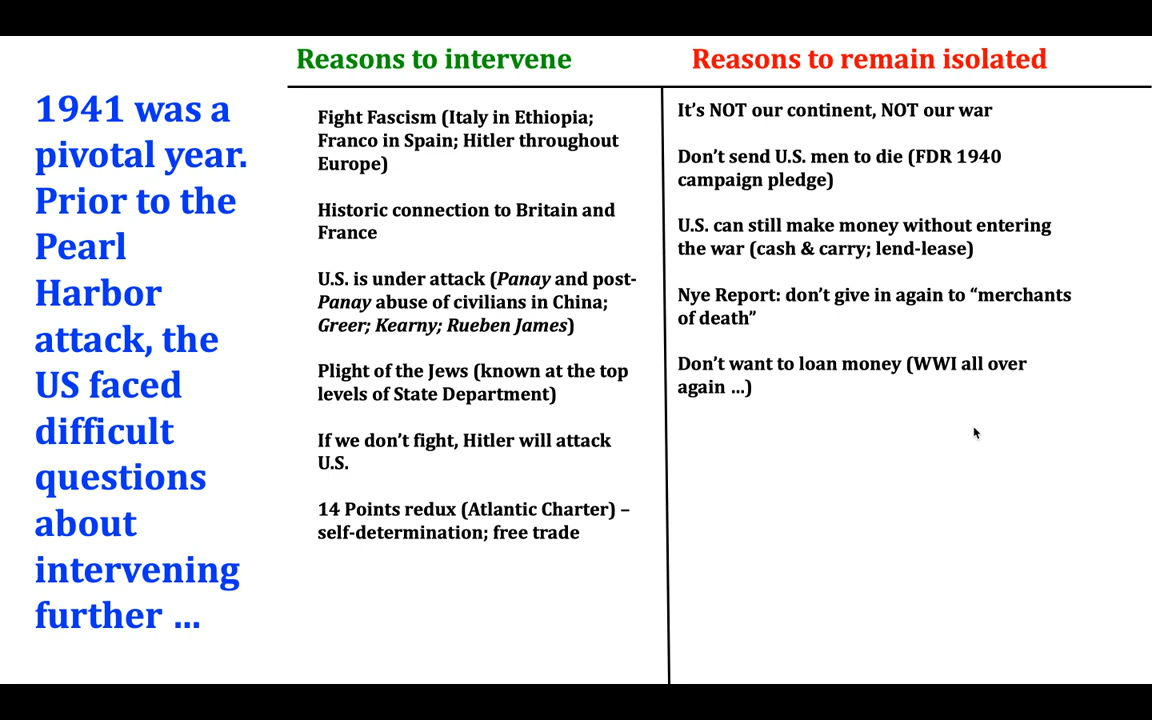 1941 was a
pivotal year.
Prior to the
Pearl
Harbor
attack, the
US faced
difficult
questions
about
intervening
further ...
Reasons to intervene
Fight Fascism (Italy in Ethiopia;
Franco in Spain; Hitler throughout
Europe)
Historic connection to Britain and
France
U.S. is under attack (Panay and post-
Panay abuse of civilians in China;
Greer; Kearny; Rueben James)
Plight of the Jews (known at the top
levels of State Department)
If we don’t fight, Hitler will attack
U.S.
14 Points redux (Atlantic Charter) –
self-determination; free trade
Reasons to remain isolated
It’s NOT our continent, NOT our war
Don’t send U.S. men to die (FDR 1940
campaign pledge)
U.S. can still make money without entering
the war (cash & carry; lend-lease)
Nye Report: don’t give in again to “merchants
of death”
Don’t want to loan money (WWI all over
again ...)